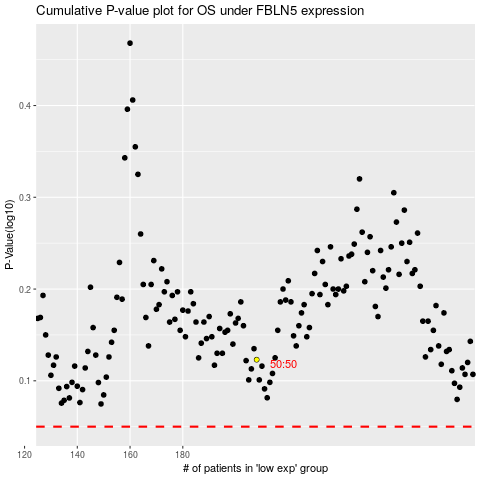 Cumulative P-value plot for OS under FBLN5 expression
P-Value(log10)
0.4
0.3
0.2
0.1
50:50
120 140 160 180
# of patients in 'low exp' group